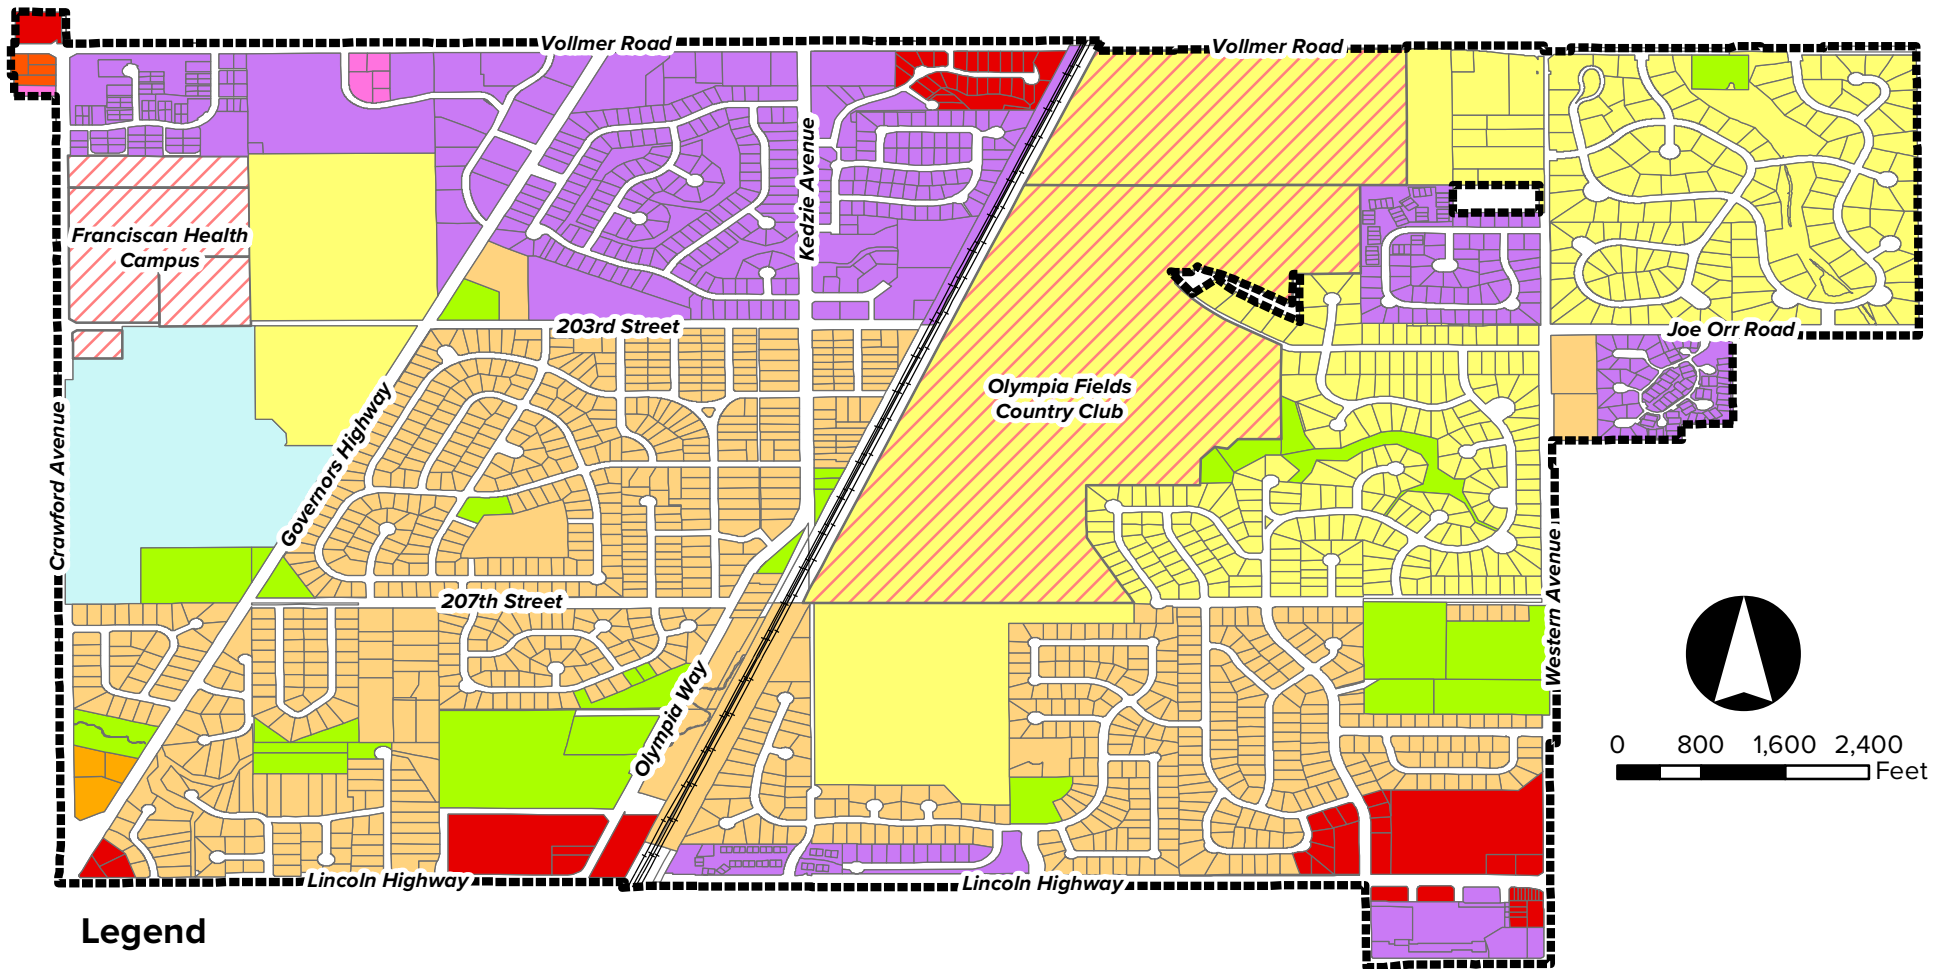 Vollmer Road
Vollmer Road
Kedzie Avenue
Franciscan Health
Campus
203rd Street
Joe Orr Road
Olympia Fields
Country Club
Crawford Avenue
Governors Highway
207th Street
Western Avenue
Olympia Way
0 800 1,600 2,400
Feet
Lincoln Highway
Lincoln Highway
Legend